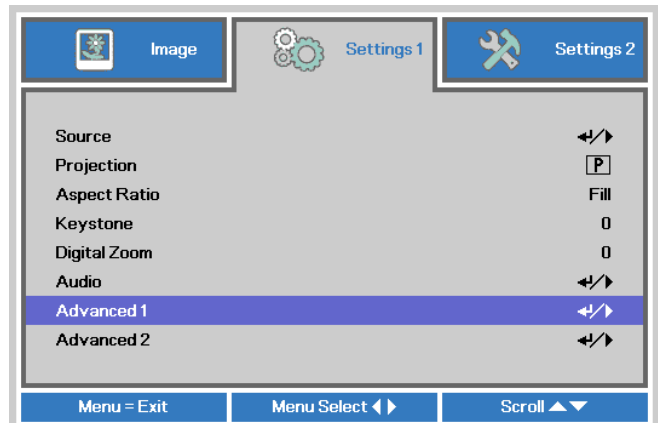 Image Settings 1 Settings 2
Source ↵/▶
Projection P
Aspect Ratio Fill
Keystone 0
Digital Zoom 0
Audio ↵/▶
Advanced 1 ↵/▶
Advanced 2 ↵/▶
Menu = Exit Menu Select ◀▶ Scroll ▲▼